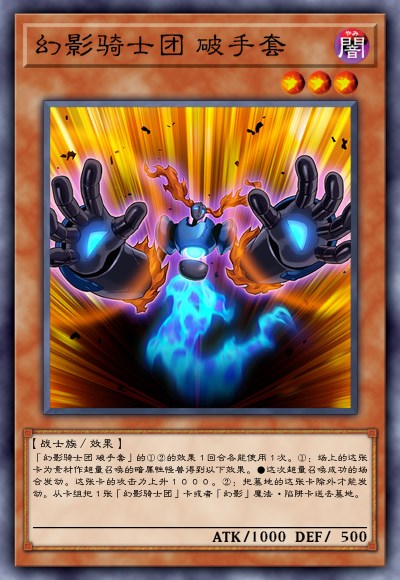 幻影骑士团 破手套
やみ
闇
【战士族／效果】
「幻影骑士团 破手套」的①②的效果1回合各能使用1次。①：场上的这张
卡为素材作超量召唤的暗属性怪兽得到以下效果。●这次超量召唤成功的场
合发动。这张卡的攻击力上升１０００。②：把墓地的这张卡除外才能发
动。从卡组把1张「幻影骑士团」卡或者「幻影」魔法·陷阱卡送去墓地。
ATK/1000 DEF/ 500